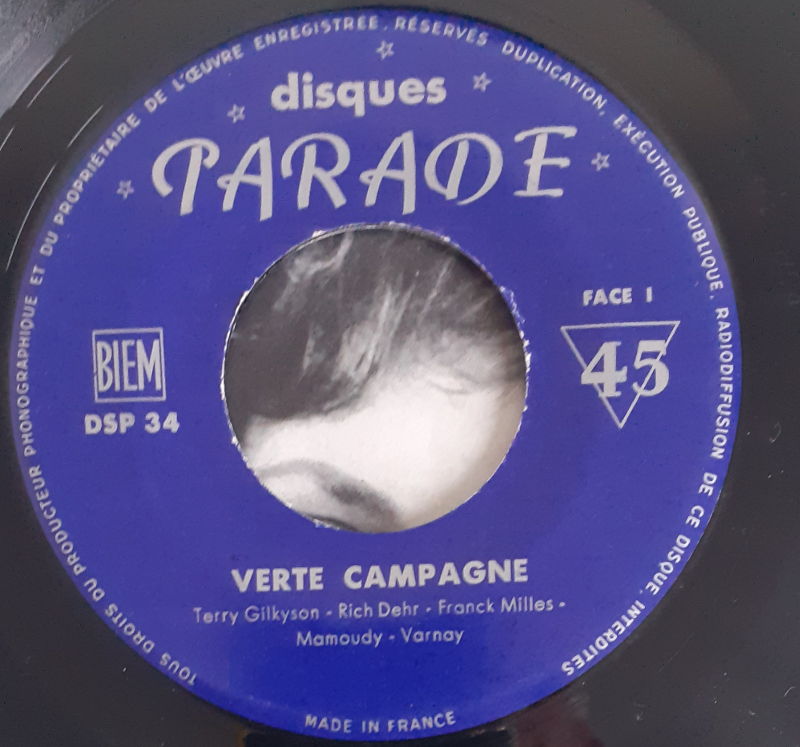 TOUS DROITS DU PRODUCTEUR PHONOGRAPHIQUE ET DU PROPRIÉTAIRE DE L'ŒUVRE ENREGISTRÉE, RÉSERVÉS DUPLICATION, EXÉCUTION PUBLIQUE, RADIODIFFUSION DE CE DISQUE, INTERDITES
disques
PARADE
FACE 1
45
BIEM
DSP 34
VERTE CAMPAGNE
Terry Gilkyson - Rich Dehr - Franck Milles -
Mamoudy - Varnay
MADE IN FRANCE